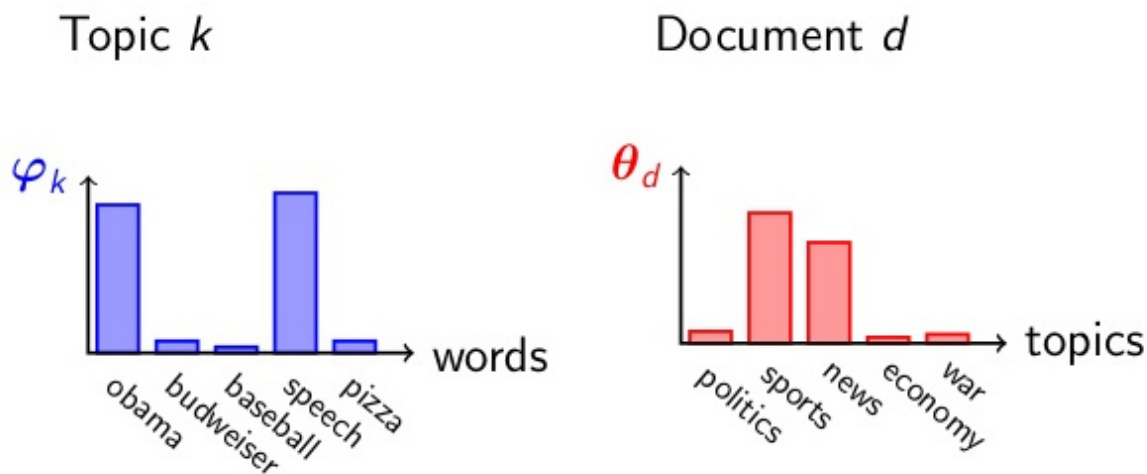 Topic k
Document d
φk
obama
budweiser
baseball
speech
pizza
words
θd
politics
sports
news
economy
war
topics